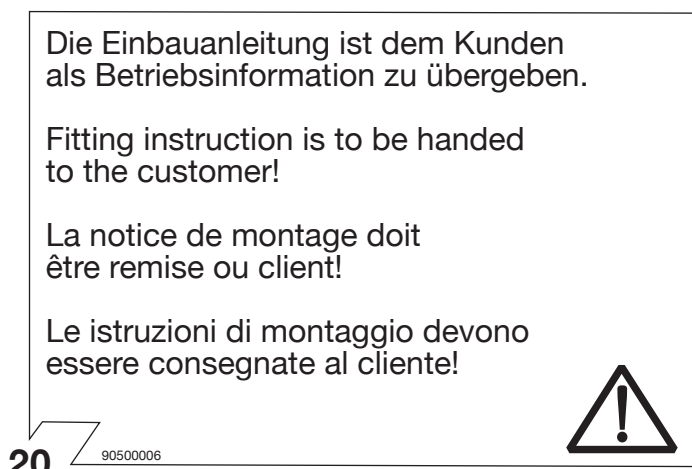 Die Einbauanleitung ist dem Kunden
als Betriebsinformation zu übergeben.
Fitting instruction is to be handed
to the customer!
La notice de montage doit
être remise ou client!
Le istruzioni di montaggio devono
essere consegnate al cliente!
90500006
20